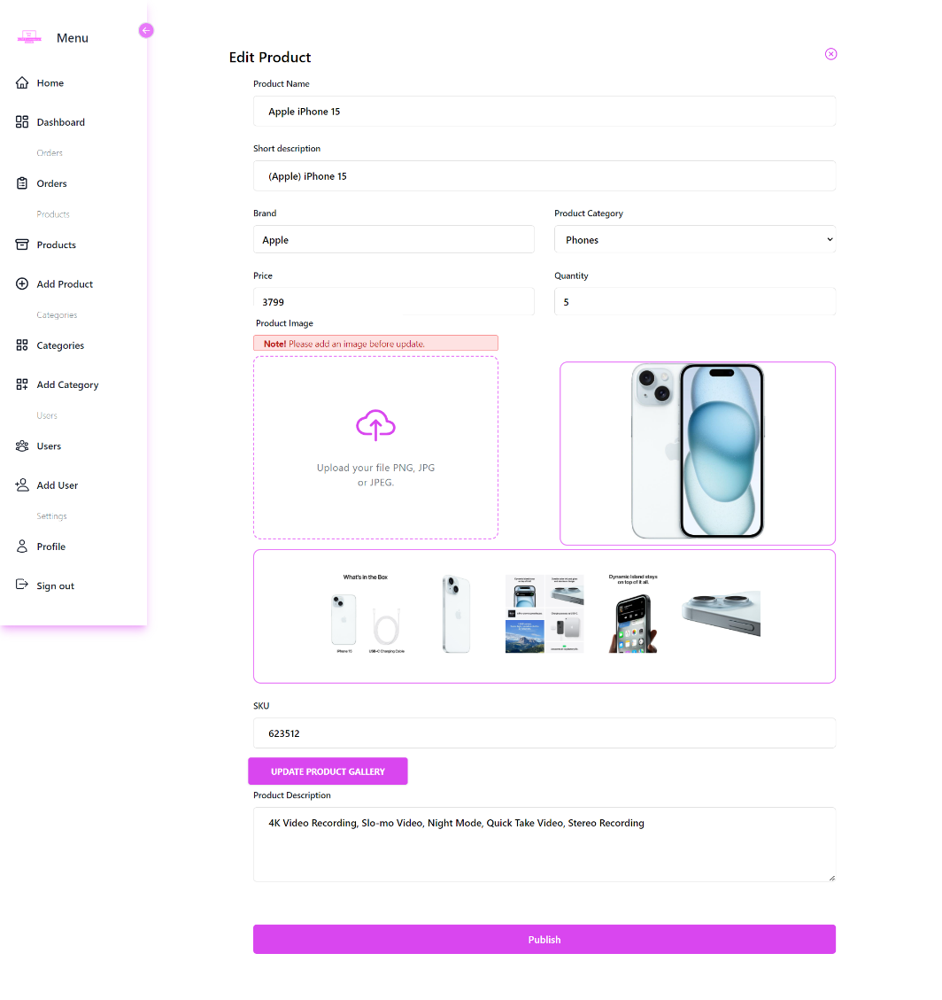 Menu
Home
Dashboard
Orders
Orders
Products
Products
Add Product
Categories
Categories
Add Category
Users
Users
Add User
Settings
Profile
Sign out
Edit Product
Product Name
Apple iPhone 15
Short description
(Apple) iPhone 15
Brand
Product Category
Apple
Phones
Price
Quantity
3799
5
Product Image
Note! Please add an image before update.
Upload your file PNG, JPG
or JPEG.
What's in the Box
iPhone 15
USB-C Charging Cable
Dynamic Island stays
on top of it all.
SKU
623512
UPDATE PRODUCT GALLERY
Product Description
4K Video Recording, Slo-mo Video, Night Mode, Quick Take Video, Stereo Recording
Publish